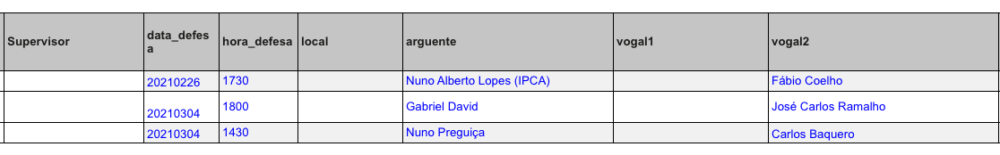 Supervisor data_defes
a hora_defesa local arguente vogal1 vogal2
20210226 1730 Nuno Alberto Lopes (IPCA) Fábio Coelho
20210304 1800 Gabriel David José Carlos Ramalho
20210304 1430 Nuno Preguiça Carlos Baquero